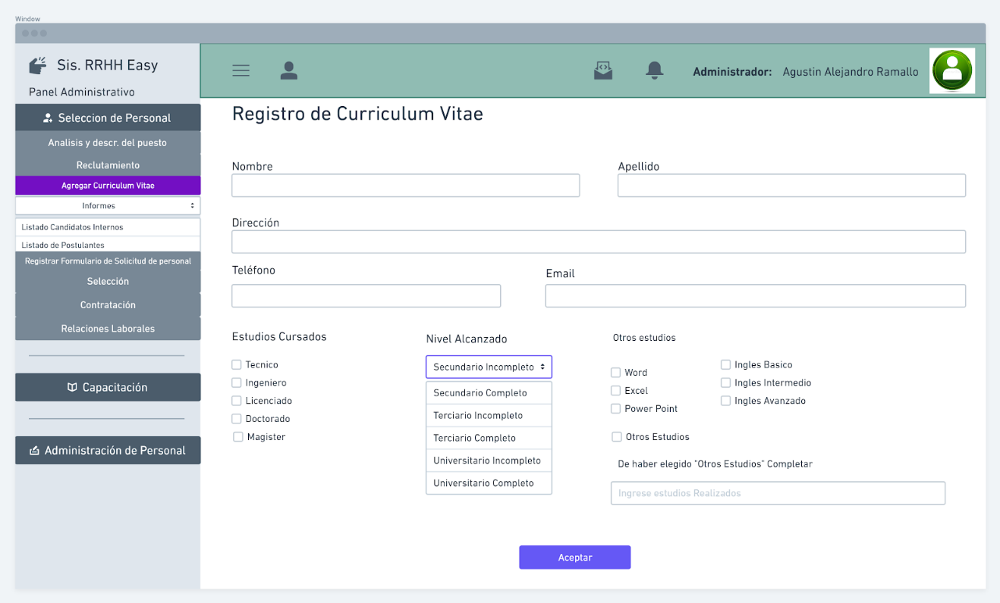 Window
Sis. RRHH Easy
Panel Administrativo
Seleccion de Personal
Analisis y descr. del puesto
Reclutamiento
Agregar Curriculum Vitae
Informes
Listado Candidatos Internos
Listado de Postulantes
Registrar Formulario de Solicitud de personal
Selección
Contratación
Relaciones Laborales
Capacitación
Administración de Personal
Administrador: Agustin Alejandro Ramallo
Registro de Curriculum Vitae
Nombre
Apellido
Dirección
Teléfono
Email
Estudios Cursados
Tecnico
Ingeniero
Licenciado
Doctorado
Magister
Nivel Alcanzado
Secundario Incompleto
Secundario Completo
Terciario Incompleto
Terciario Completo
Universitario Incompleto
Universitario Completo
Otros estudios
Word
Excel
Power Point
Ingles Basico
Ingles Intermedio
Ingles Avanzado
Otros Estudios
De haber elegido "Otros Estudios" Completar
Ingrese estudios Realizados
Aceptar